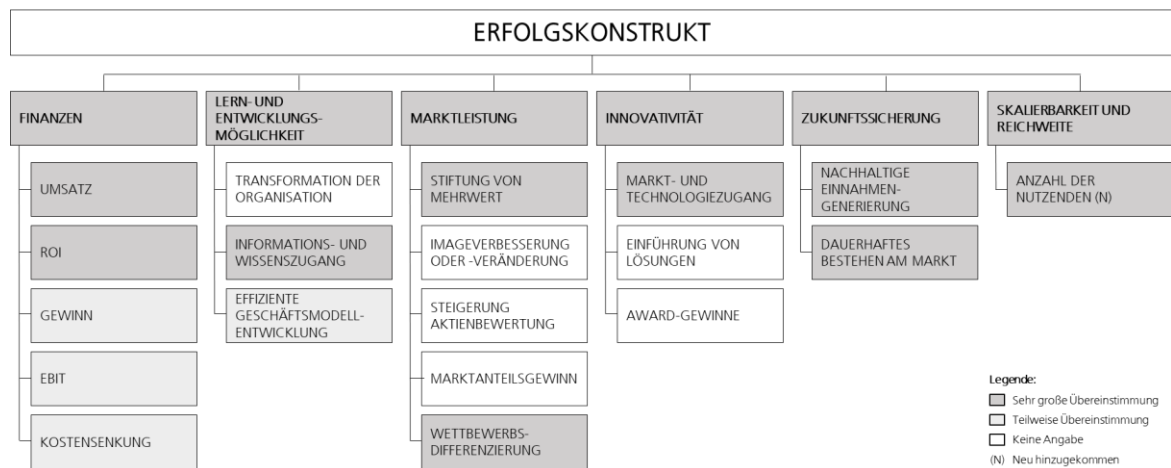 ERFOLGSKONSTRUKT
FINANZEN
UMSATZ
ROI
GEWINN
EBIT
KOSTENSENKUNG
LERN- UND
ENTWICKLUNGS-
MÖGLICHKEIT
TRANSFORMATION DER
ORGANISATION
INFORMATIONS- UND
WISSENSZUGANG
EFFIZIENTE
GESCHÄFTSMODELL-
ENTWICKLUNG
MARKTLEISTUNG
STIFTUNG VON
MEHRWERT
IMAGEVERBESSERUNG
ODER -VERÄNDERUNG
STEIGERUNG
AKTIENBEWERTUNG
MARKTANTEILSGEWINN
WETTBEWERBS-
DIFFERENZIERUNG
INNOVATIVITÄT
MARKT- UND
TECHNOLOGIEZUGANG
EINFÜHRUNG VON
LÖSUNGEN
AWARD-GEWINNE
ZUKUNFTSSICHERUNG
NACHHALTIGE
EINNAHMEN-
GENERIERUNG
DAUERHAFTES
BESTEHEN AM MARKT
SKALIERBARKEIT UND
REICHWEITE
ANZAHL DER
NUTZENDEN (N)
Legende:
Sehr große Übereinstimmung
Teilweise Übereinstimmung
Keine Angabe
(N) Neu hinzugekommen